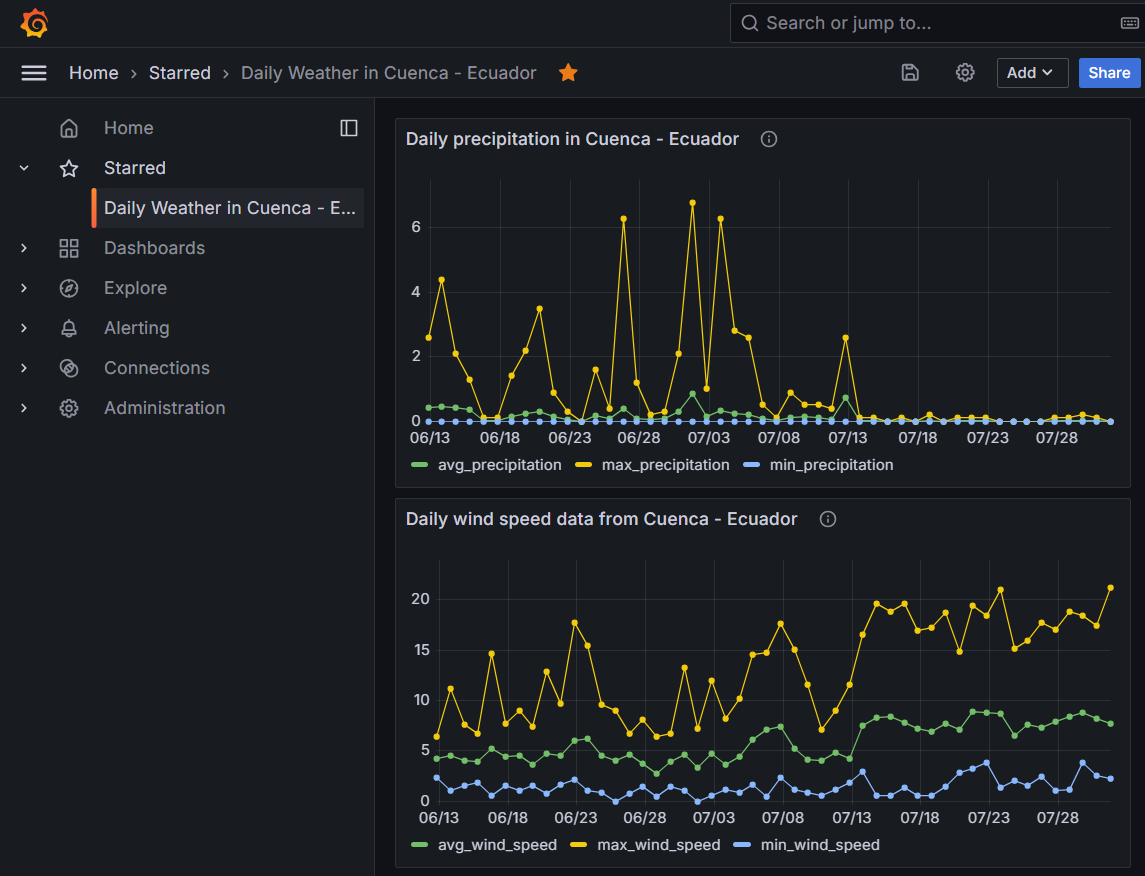 Search or jump to...
Home › Starred › Daily Weather in Cuenca - Ecuador
Add
Share
Home
Starred
Daily Weather in Cuenca - E...
Dashboards
Explore
Alerting
Connections
Administration
Daily precipitation in Cuenca - Ecuador
6
4
2
0
06/13 06/18 06/23 06/28 07/03 07/08 07/13 07/18 07/23 07/28
avg_precipitation max_precipitation min_precipitation
Daily wind speed data from Cuenca - Ecuador
20
15
10
5
0
06/13 06/18 06/23 06/28 07/03 07/08 07/13 07/18 07/23 07/28
avg_wind_speed max_wind_speed min_wind_speed